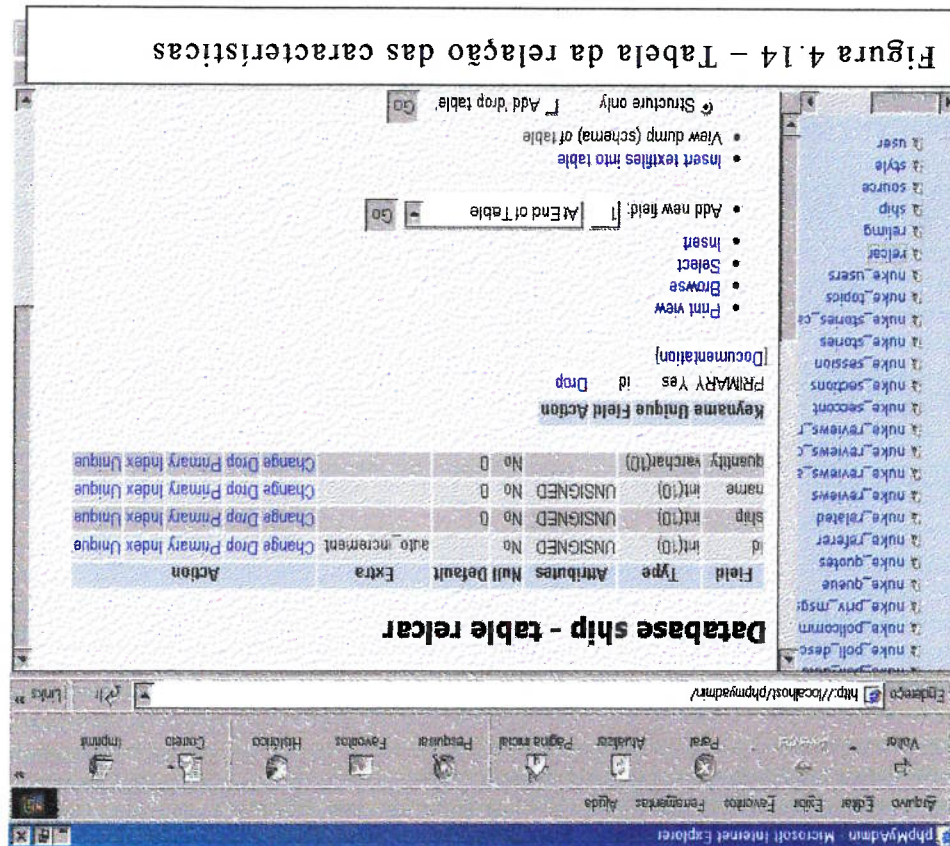 phpMyAdmin - Microsoft Internet Explorer
Arquivo Editar Exibir Favoritos Ferramentas Ajuda
Voltar Parar Atualizar Página inicial Pesquisar Favoritos Histórico Correio Imprimir
Endereço http://localhost/phpmyadmin/ Ir Links
nuke_poll_desc
nuke_pollcomm
nuke_priv_msgs
nuke_queue
nuke_quotes
nuke_referer
nuke_related
nuke_reviews
nuke_reviews_a
nuke_reviews_c
nuke_reviews_r
nuke_seccont
nuke_sections
nuke_session
nuke_stories
nuke_stories_ca
nuke_topics
nuke_users
relcar
relimg
ship
source
style
user
Database ship - table relcar
Field Type Attributes Null Default Extra Action
id int(10) UNSIGNED No auto_increment Change Drop Primary Index Unique
ship int(10) UNSIGNED No 0 Change Drop Primary Index Unique
name int(10) UNSIGNED No 0 Change Drop Primary Index Unique
quantity varchar(10) No 0 Change Drop Primary Index Unique
Keyname Unique Field Action
PRIMARY Yes id Drop
[Documentation]
Print view
Browse
Select
Insert
Add new field: 1 At End of Table Go
Insert textfiles into table
View dump (schema) of table
Structure only Add 'drop table' Go
Figura 4.14 – Tabela da relação das características